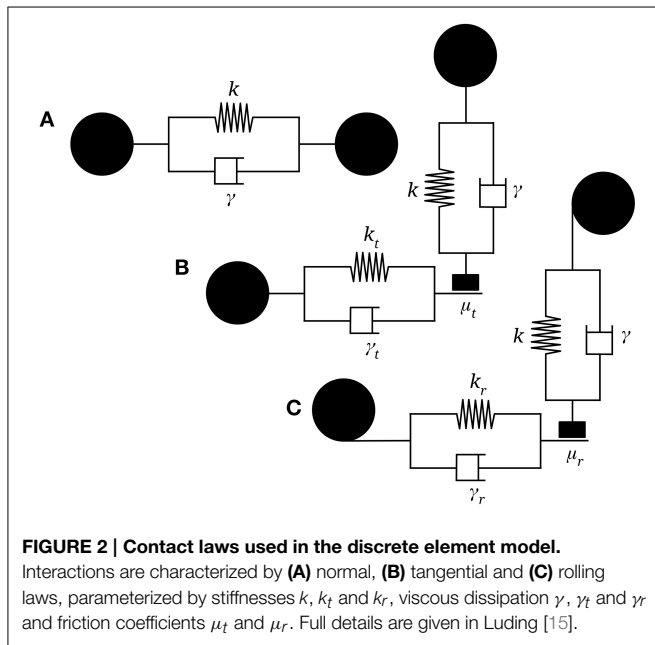 A
k
γ
k
γ
B
k_t
γ_t
μ_t
k
γ
C
k_r
γ_r
μ_r
FIGURE 2 | Contact laws used in the discrete element model.
Interactions are characterized by (A) normal, (B) tangential and (C) rolling
laws, parameterized by stiffnesses k, k_t and k_r, viscous dissipation γ, γ_t and γ_r
and friction coefficients μ_t and μ_r. Full details are given in Luding [15].